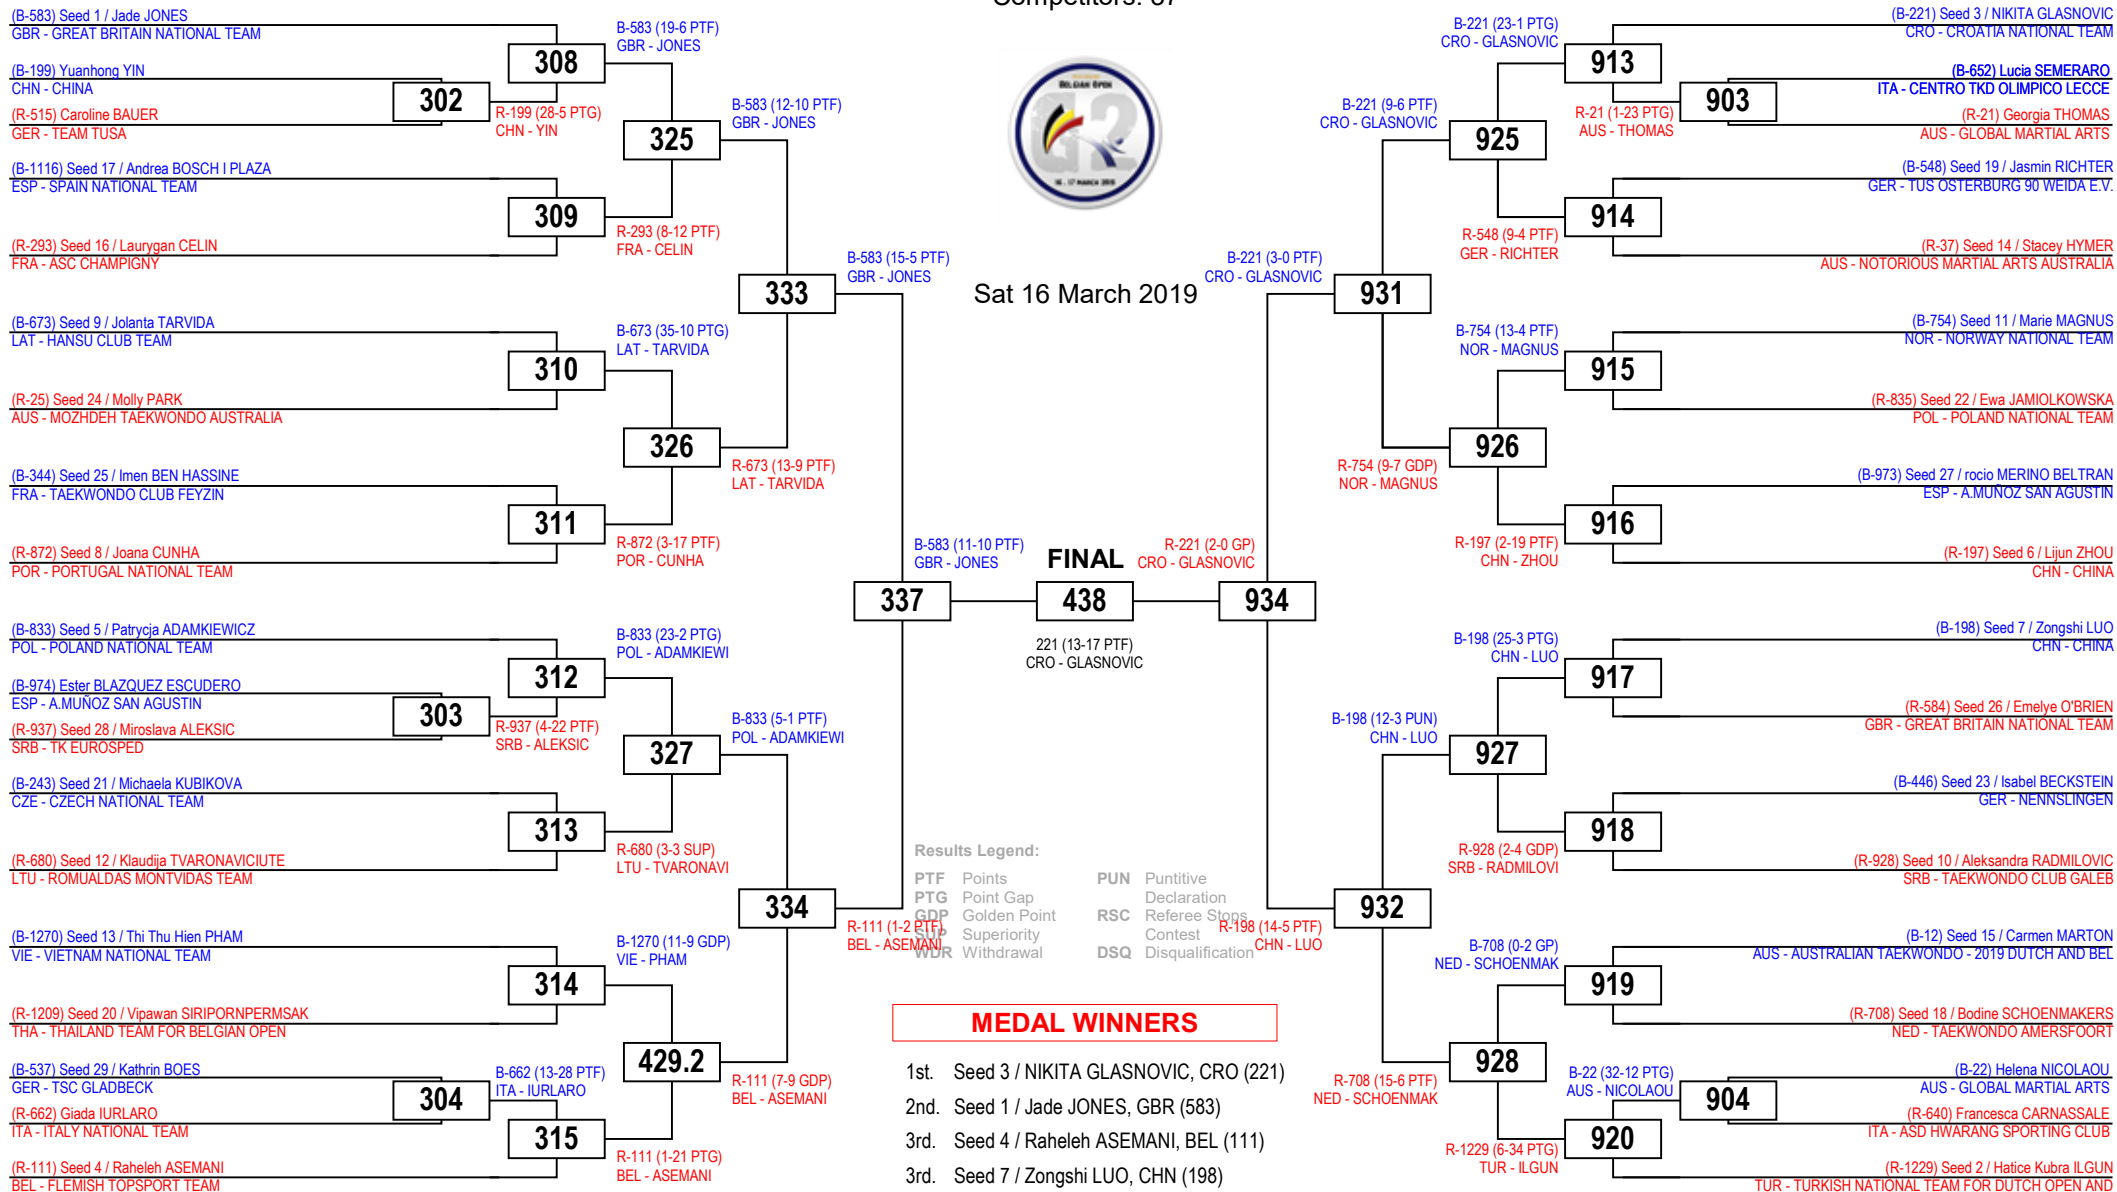 (B-583) Seed 1 / Jade JONES
GBR - GREAT BRITAIN NATIONAL TEAM
(B-199) Yuanhong YIN
CHN - CHINA
(R-515) Caroline BAUER
GER - TEAM TUSA
(B-1116) Seed 17 / Andrea BOSCH I PLAZA
ESP - SPAIN NATIONAL TEAM
(R-293) Seed 16 / Laurygan CELIN
FRA - ASC CHAMPIGNY
(B-673) Seed 9 / Jolanta TARVIDA
LAT - HANSU CLUB TEAM
(R-25) Seed 24 / Molly PARK
AUS - MOZHDEH TAEKWONDO AUSTRALIA
(B-344) Seed 25 / Imen BEN HASSINE
FRA - TAEKWONDO CLUB FEYZIN
(R-872) Seed 8 / Joana CUNHA
POR - PORTUGAL NATIONAL TEAM
(B-833) Seed 5 / Patrycja ADAMKIEWICZ
POL - POLAND NATIONAL TEAM
(B-974) Ester BLAZQUEZ ESCUDERO
ESP - A.MUÑOZ SAN AGUSTIN
(R-937) Seed 28 / Miroslava ALEKSIC
SRB - TK EUROSPED
(B-243) Seed 21 / Michaela KUBIKOVA
CZE - CZECH NATIONAL TEAM
(R-680) Seed 12 / Klaudija TVARONAVICIUTE
LTU - ROMUALDAS MONTVIDAS TEAM
(B-1270) Seed 13 / Thi Thu Hien PHAM
VIE - VIETNAM NATIONAL TEAM
(R-1209) Seed 20 / Vipawan SIRIPORNPERMSAK
THA - THAILAND TEAM FOR BELGIAN OPEN
(B-537) Seed 29 / Kathrin BOES
GER - TSC GLADBECK
(R-662) Giada IURLARO
ITA - ITALY NATIONAL TEAM
(R-111) Seed 4 / Raheleh ASEMANI
BEL - FLEMISH TOPSPORT TEAM
302
R-199 (28-5 PTG)
CHN - YIN
303
R-937 (4-22 PTF)
SRB - ALEKSIC
304
B-662 (13-28 PTF)
ITA - IURLARO
308
B-583 (19-6 PTF)
GBR - JONES
309
R-293 (8-12 PTF)
FRA - CELIN
310
B-673 (35-10 PTG)
LAT - TARVIDA
311
R-872 (3-17 PTF)
POR - CUNHA
312
B-833 (23-2 PTG)
POL - ADAMKIEWI
313
R-680 (3-3 SUP)
LTU - TVARONAVI
314
B-1270 (11-9 GDP)
VIE - PHAM
315
R-111 (1-21 PTG)
BEL - ASEMANI
325
B-583 (12-10 PTF)
GBR - JONES
326
R-673 (13-9 PTF)
LAT - TARVIDA
327
B-833 (5-1 PTF)
POL - ADAMKIEWI
429.2
R-111 (7-9 GDP)
BEL - ASEMANI
333
B-583 (15-5 PTF)
GBR - JONES
334
R-111 (1-2 PTF)
BEL - ASEMANI
337
B-583 (11-10 PTF)
GBR - JONES
BELGIAN OPEN
16 - 17 MARCH 2019
Sat 16 March 2019
FINAL
438
221 (13-17 PTF)
CRO - GLASNOVIC
Results Legend:
PTF Points
PTG Point Gap
GDP Golden Point
SUP Superiority
WDR Withdrawal
PUN Puntitive Declaration
RSC Referee Stops Contest
DSQ Disqualification
MEDAL WINNERS
1st. Seed 3 / NIKITA GLASNOVIC, CRO (221)
2nd. Seed 1 / Jade JONES, GBR (583)
3rd. Seed 4 / Raheleh ASEMANI, BEL (111)
3rd. Seed 7 / Zongshi LUO, CHN (198)
934
R-221 (2-0 GP)
CRO - GLASNOVIC
931
B-221 (3-0 PTF)
CRO - GLASNOVIC
932
R-198 (14-5 PTF)
CHN - LUO
925
B-221 (9-6 PTF)
CRO - GLASNOVIC
926
R-754 (9-7 GDP)
NOR - MAGNUS
927
B-198 (12-3 PUN)
CHN - LUO
928
R-708 (15-6 PTF)
NED - SCHOENMAK
913
B-221 (23-1 PTG)
CRO - GLASNOVIC
914
R-548 (9-4 PTF)
GER - RICHTER
915
B-754 (13-4 PTF)
NOR - MAGNUS
916
R-197 (2-19 PTF)
CHN - ZHOU
917
B-198 (25-3 PTG)
CHN - LUO
918
R-928 (2-4 GDP)
SRB - RADMILOVI
919
B-708 (0-2 GP)
NED - SCHOENMAK
920
R-1229 (6-34 PTG)
TUR - ILGUN
903
R-21 (1-23 PTG)
AUS - THOMAS
904
B-22 (32-12 PTG)
AUS - NICOLAOU
(B-221) Seed 3 / NIKITA GLASNOVIC
CRO - CROATIA NATIONAL TEAM
(B-652) Lucia SEMERARO
ITA - CENTRO TKD OLIMPICO LECCE
(R-21) Georgia THOMAS
AUS - GLOBAL MARTIAL ARTS
(B-548) Seed 19 / Jasmin RICHTER
GER - TUS OSTERBURG 90 WEIDA E.V.
(R-37) Seed 14 / Stacey HYMER
AUS - NOTORIOUS MARTIAL ARTS AUSTRALIA
(B-754) Seed 11 / Marie MAGNUS
NOR - NORWAY NATIONAL TEAM
(R-835) Seed 22 / Ewa JAMIOLKOWSKA
POL - POLAND NATIONAL TEAM
(B-973) Seed 27 / rocio MERINO BELTRAN
ESP - A.MUÑOZ SAN AGUSTIN
(R-197) Seed 6 / Lijun ZHOU
CHN - CHINA
(B-198) Seed 7 / Zongshi LUO
CHN - CHINA
(R-584) Seed 26 / Emelye O'BRIEN
GBR - GREAT BRITAIN NATIONAL TEAM
(B-446) Seed 23 / Isabel BECKSTEIN
GER - NENNSLINGEN
(R-928) Seed 10 / Aleksandra RADMILOVIC
SRB - TAEKWONDO CLUB GALEB
(B-12) Seed 15 / Carmen MARTON
AUS - AUSTRALIAN TAEKWONDO - 2019 DUTCH AND BEL
(R-708) Seed 18 / Bodine SCHOENMAKERS
NED - TAEKWONDO AMERSFOORT
(B-22) Helena NICOLAOU
AUS - GLOBAL MARTIAL ARTS
(R-640) Francesca CARNASSALE
ITA - ASD HWARANG SPORTING CLUB
(R-1229) Seed 2 / Hatice Kubra ILGUN
TUR - TURKISH NATIONAL TEAM FOR DUTCH OPEN AND